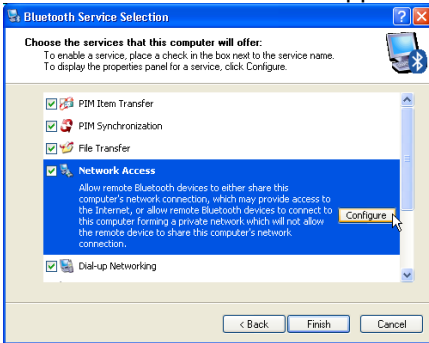 Bluetooth Service Selection
Choose the services that this computer will offer:
To enable a service, place a check in the box next to the service name.
To display the properties panel for a service, click Configure.
PIM Item Transfer
PIM Synchronization
File Transfer
Network Access
Allow remote Bluetooth devices to either share this
computer's network connection, which may provide access to
the Internet, or allow remote Bluetooth devices to connect to
this computer forming a private network which will not allow
the remote device to share this computer's network
connection.
Configure
Dial-up Networking
< Back
Finish
Cancel